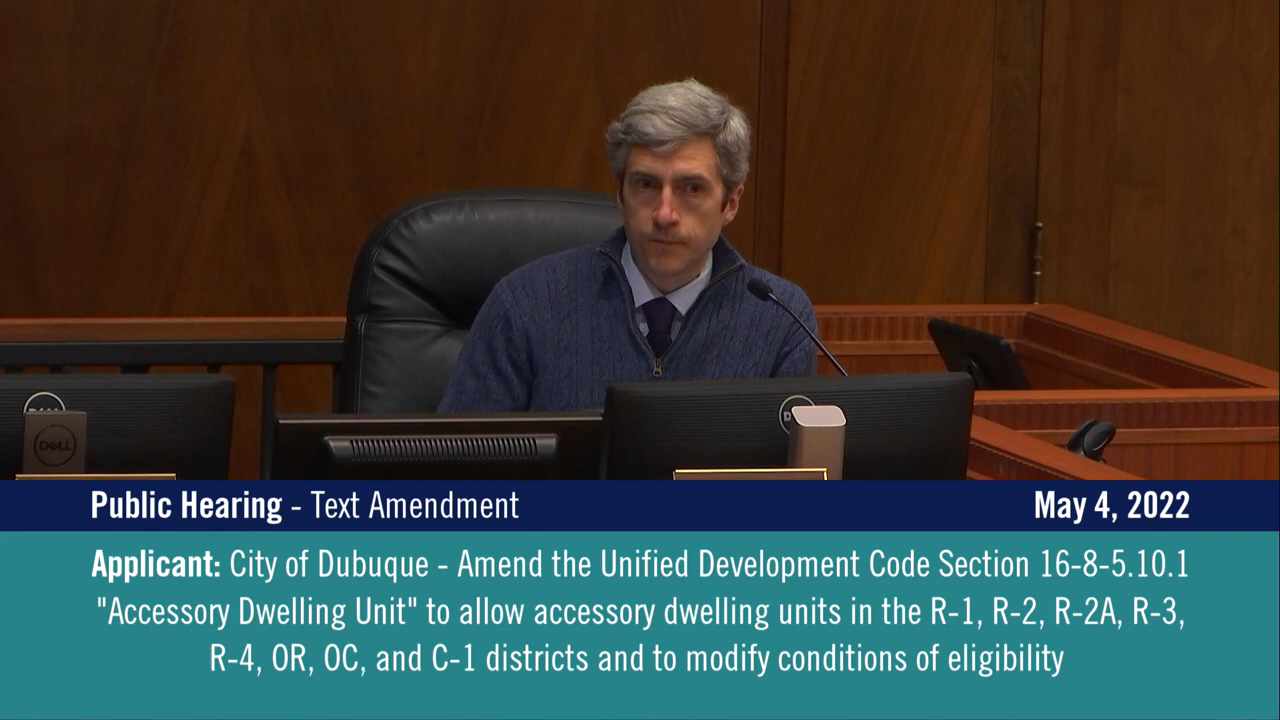 DELL
Public Hearing - Text Amendment
May 4, 2022
Applicant: City of Dubuque - Amend the Unified Development Code Section 16-8-5.10.1
"Accessory Dwelling Unit" to allow accessory dwelling units in the R-1, R-2, R-2A, R-3,
R-4, OR, OC, and C-1 districts and to modify conditions of eligibility